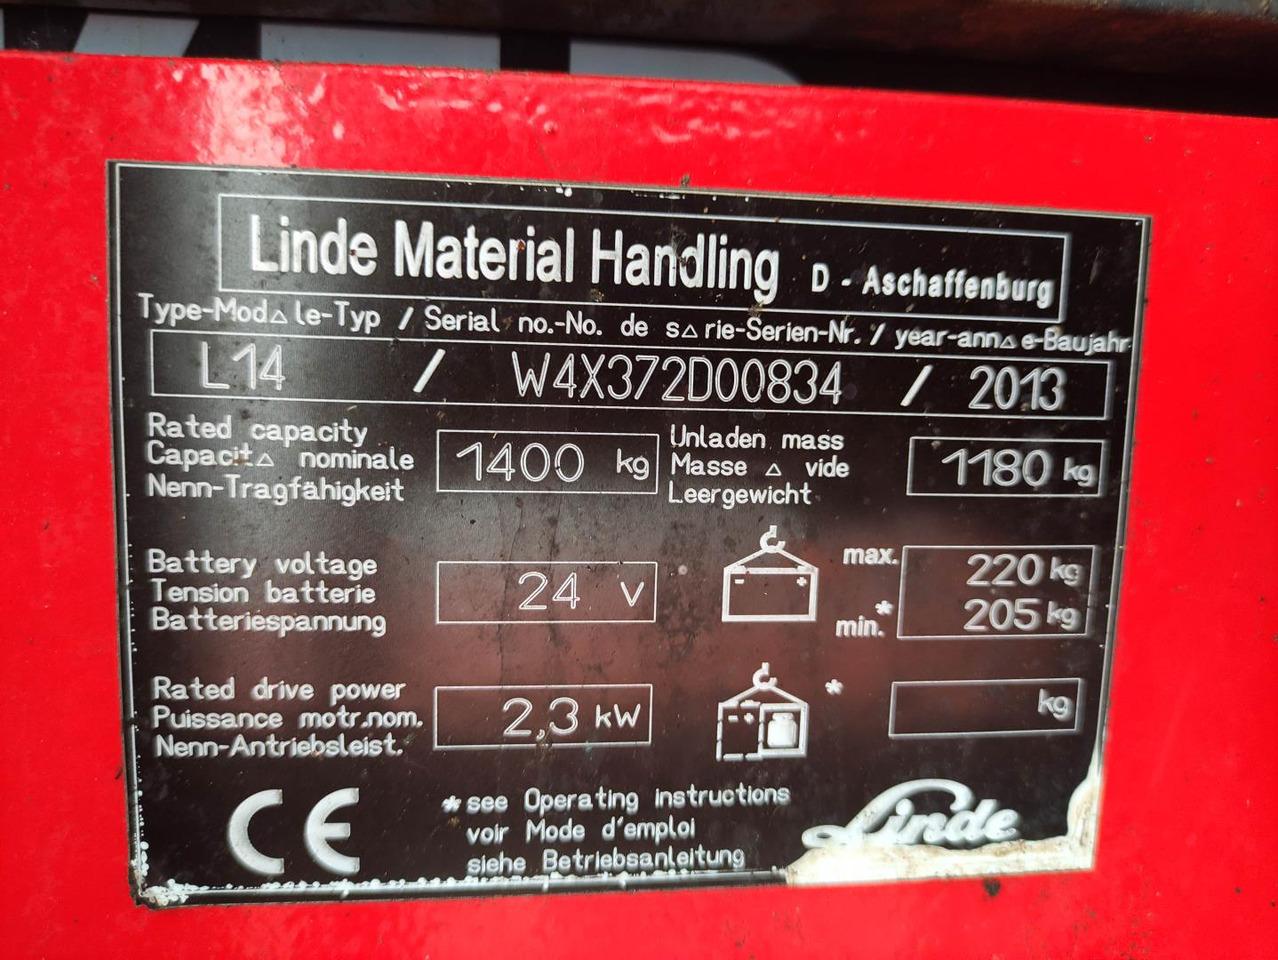 Linde Material Handling D - Aschaffenburg
Type-Mod△le-Typ / Serial no.-No. de s△rie-Serien-Nr. / year-ann△e-Baujahr
L14 / W4X372D00834 / 2013
Rated capacity
Capacit△ nominale
Nenn-Tragfähigkeit
1400 kg
Unladen mass
Masse △ vide
Leergewicht
1180 kg
Battery voltage
Tension batterie
Batteriespannung
24 V
- +
max. 220 kg
min.* 205 kg
Rated drive power
Puissance motr.nom.
Nenn-Antriebsleist.
2,3 kW
* kg
CE
*see Operating instructions
voir Mode d'emploi
siehe Betriebsanleitung
Linde